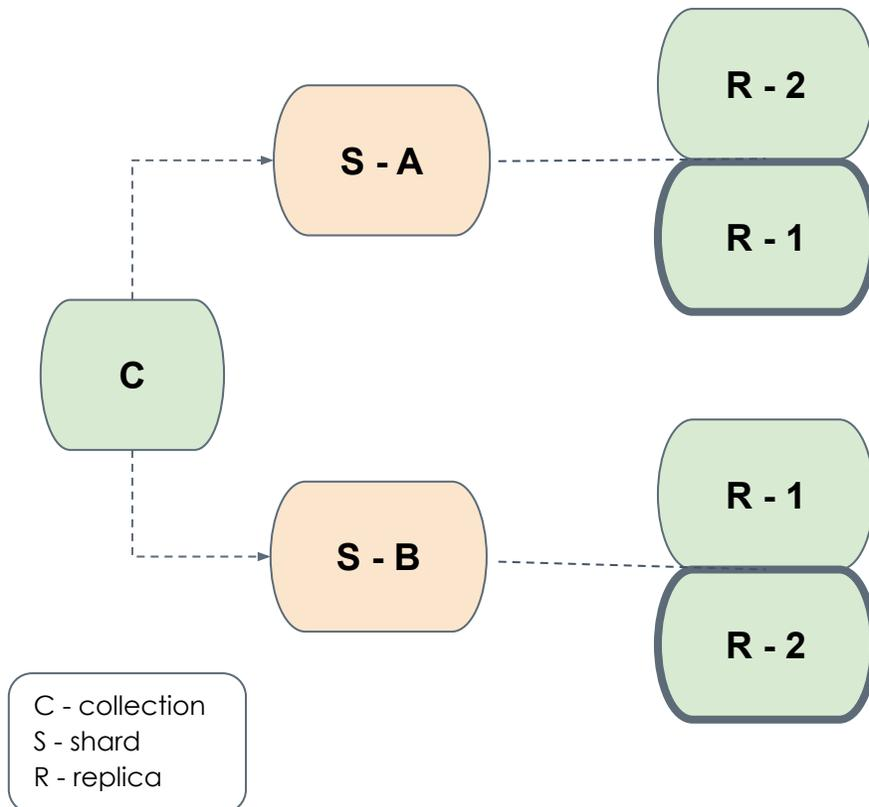 R - 2
S - A
R - 1
C
R - 1
S - B
R - 2
C - collection
S - shard
R - replica